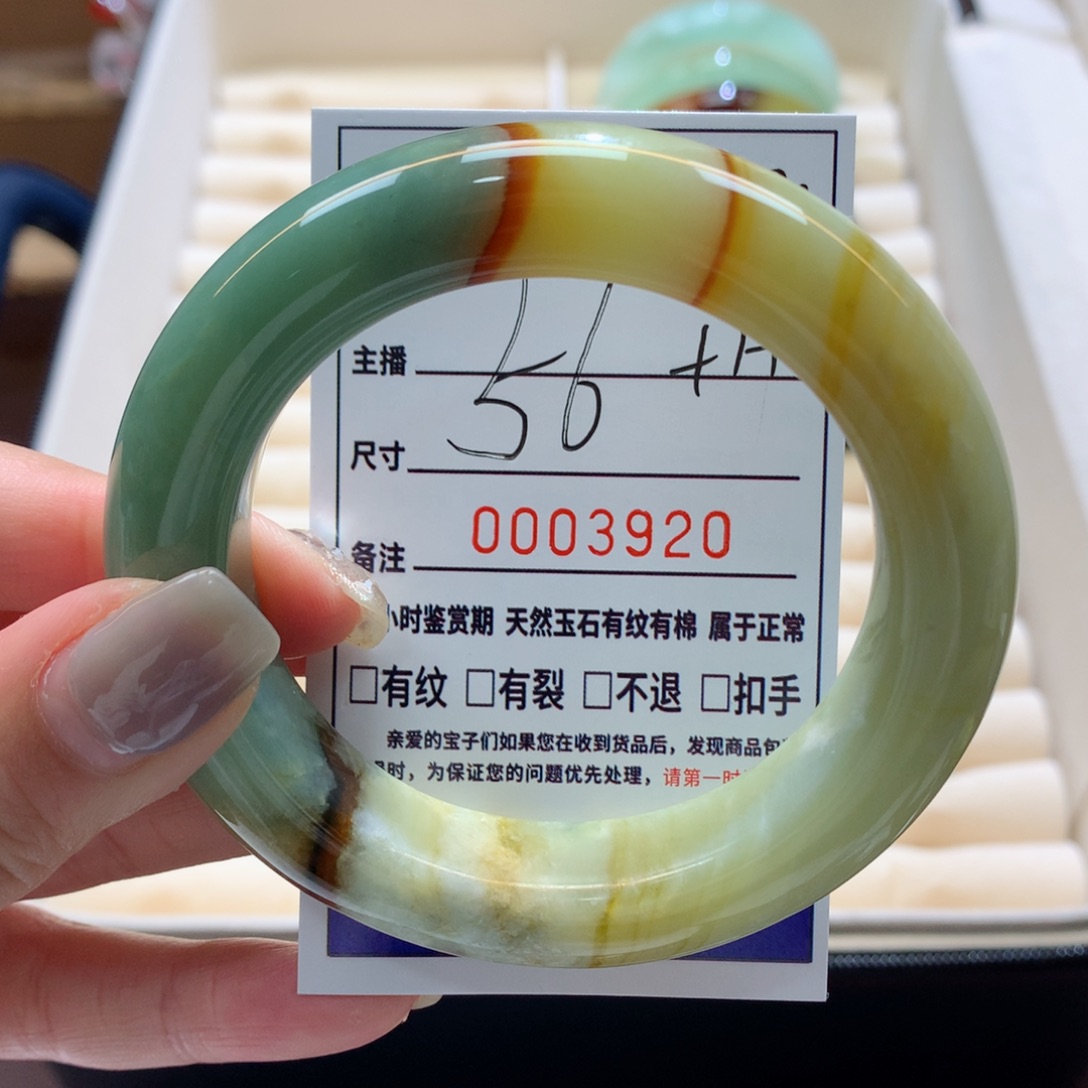 主播
尺寸 56
备注 0003920
小时鉴赏期 天然玉石有纹有棉 属于正常
□有纹 □有裂 □不退 □扣手
亲爱的宝子们如果您在收到货品后，发现商品包
时，为保证您的问题优先处理，请第一时